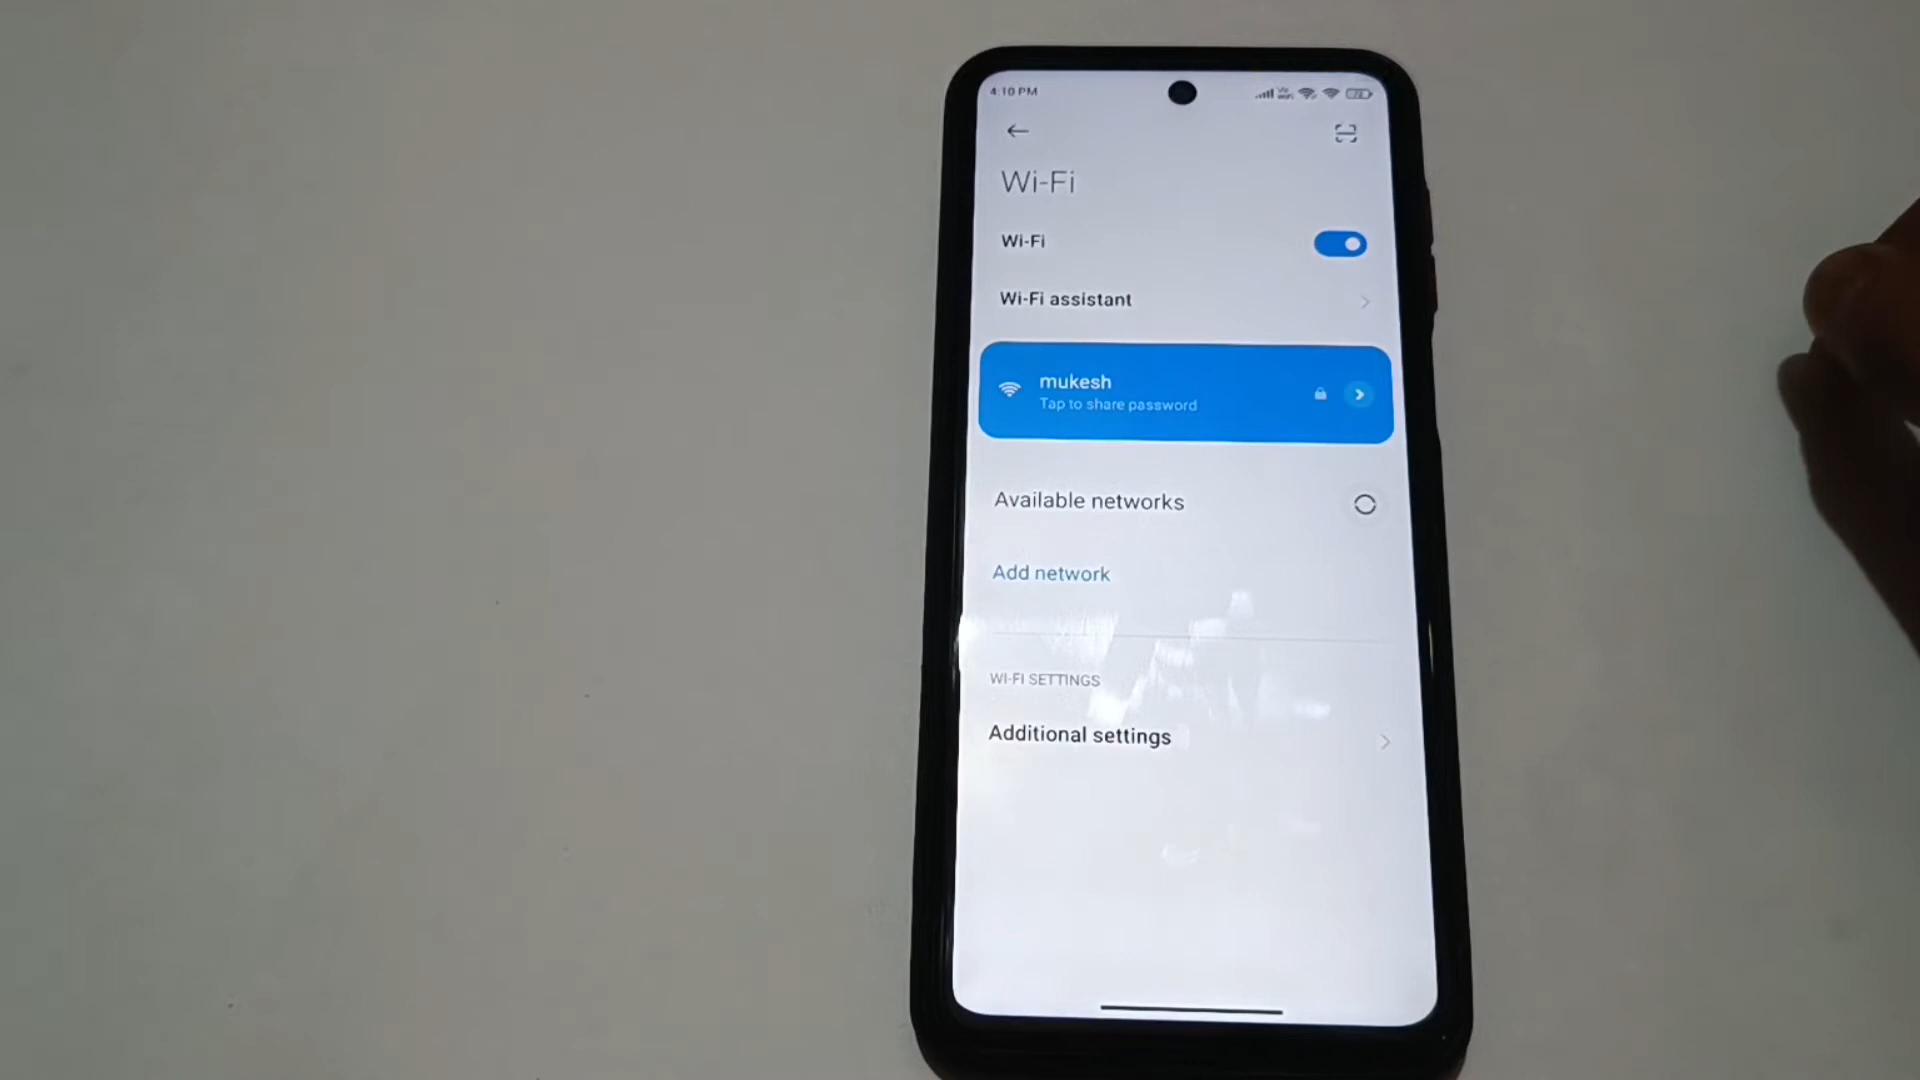 4:10 PM
Wi-Fi
Wi-Fi
Wi-Fi assistant
mukesh
Tap to share password
Available networks
Add network
WI-FI SETTINGS
Additional settings